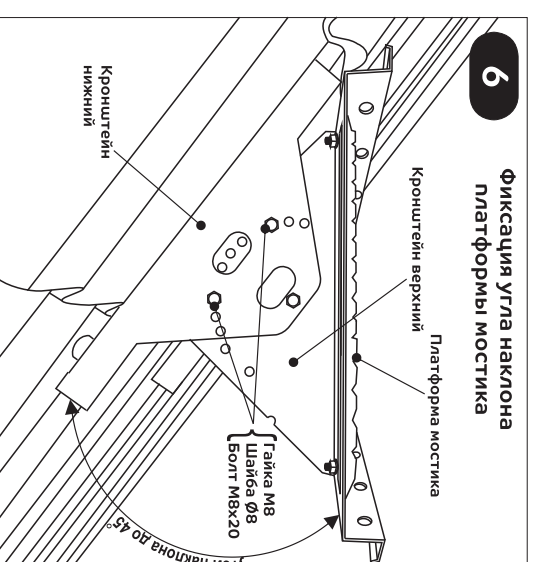 6
Фиксация угла наклона
платформы мостика
Платформа мостика
Кронштейн верхний
Кронштейн
нижний
Гайка М8
Шайба Ø8
Болт М8х20
наклона до 45°